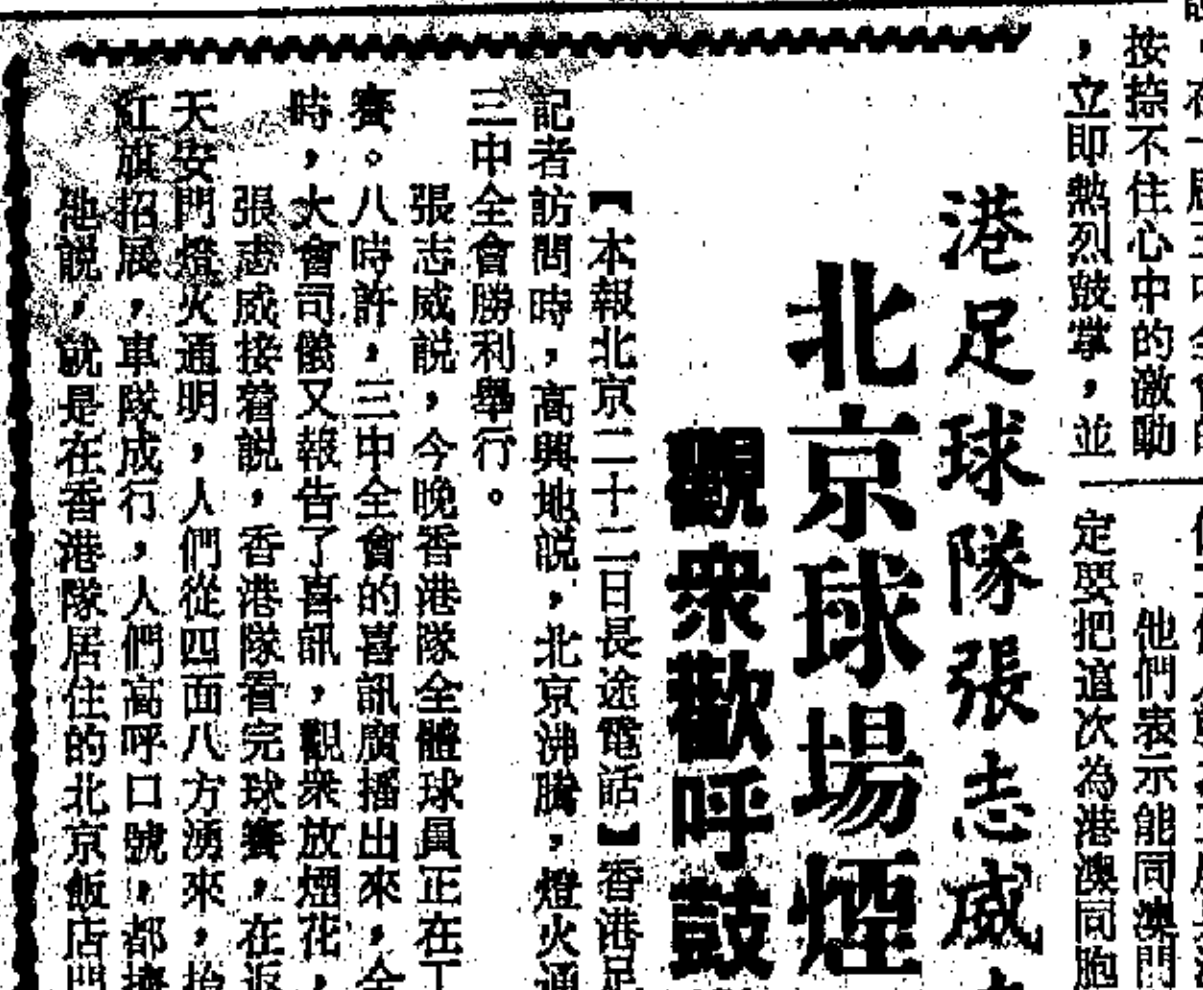 按捺不住心中的激動
，立即熱烈鼓掌，並
他們表示能同澳門
定要把這次為港澳同胞
港足球隊張志威
北京球場煙
觀衆歡呼鼓
【本報北京二十二日長途電話】香港足
記者訪問時，高興地説，北京沸騰，燈火通
三中全會勝利舉行。
張志威説，今晚香港隊全體球員正在工
賽。八時許，三中全會的喜訊廣播出來，全
時，大會司儀又報告了喜訊，觀衆放煙花，
張志威接着説，香港隊看完球賽，在返
天安門燈火通明，人們從四面八方湧來，抬
紅旗招展，車隊成行，人們高呼口號，都擠
他説，就是在香港隊居住的北京飯店門